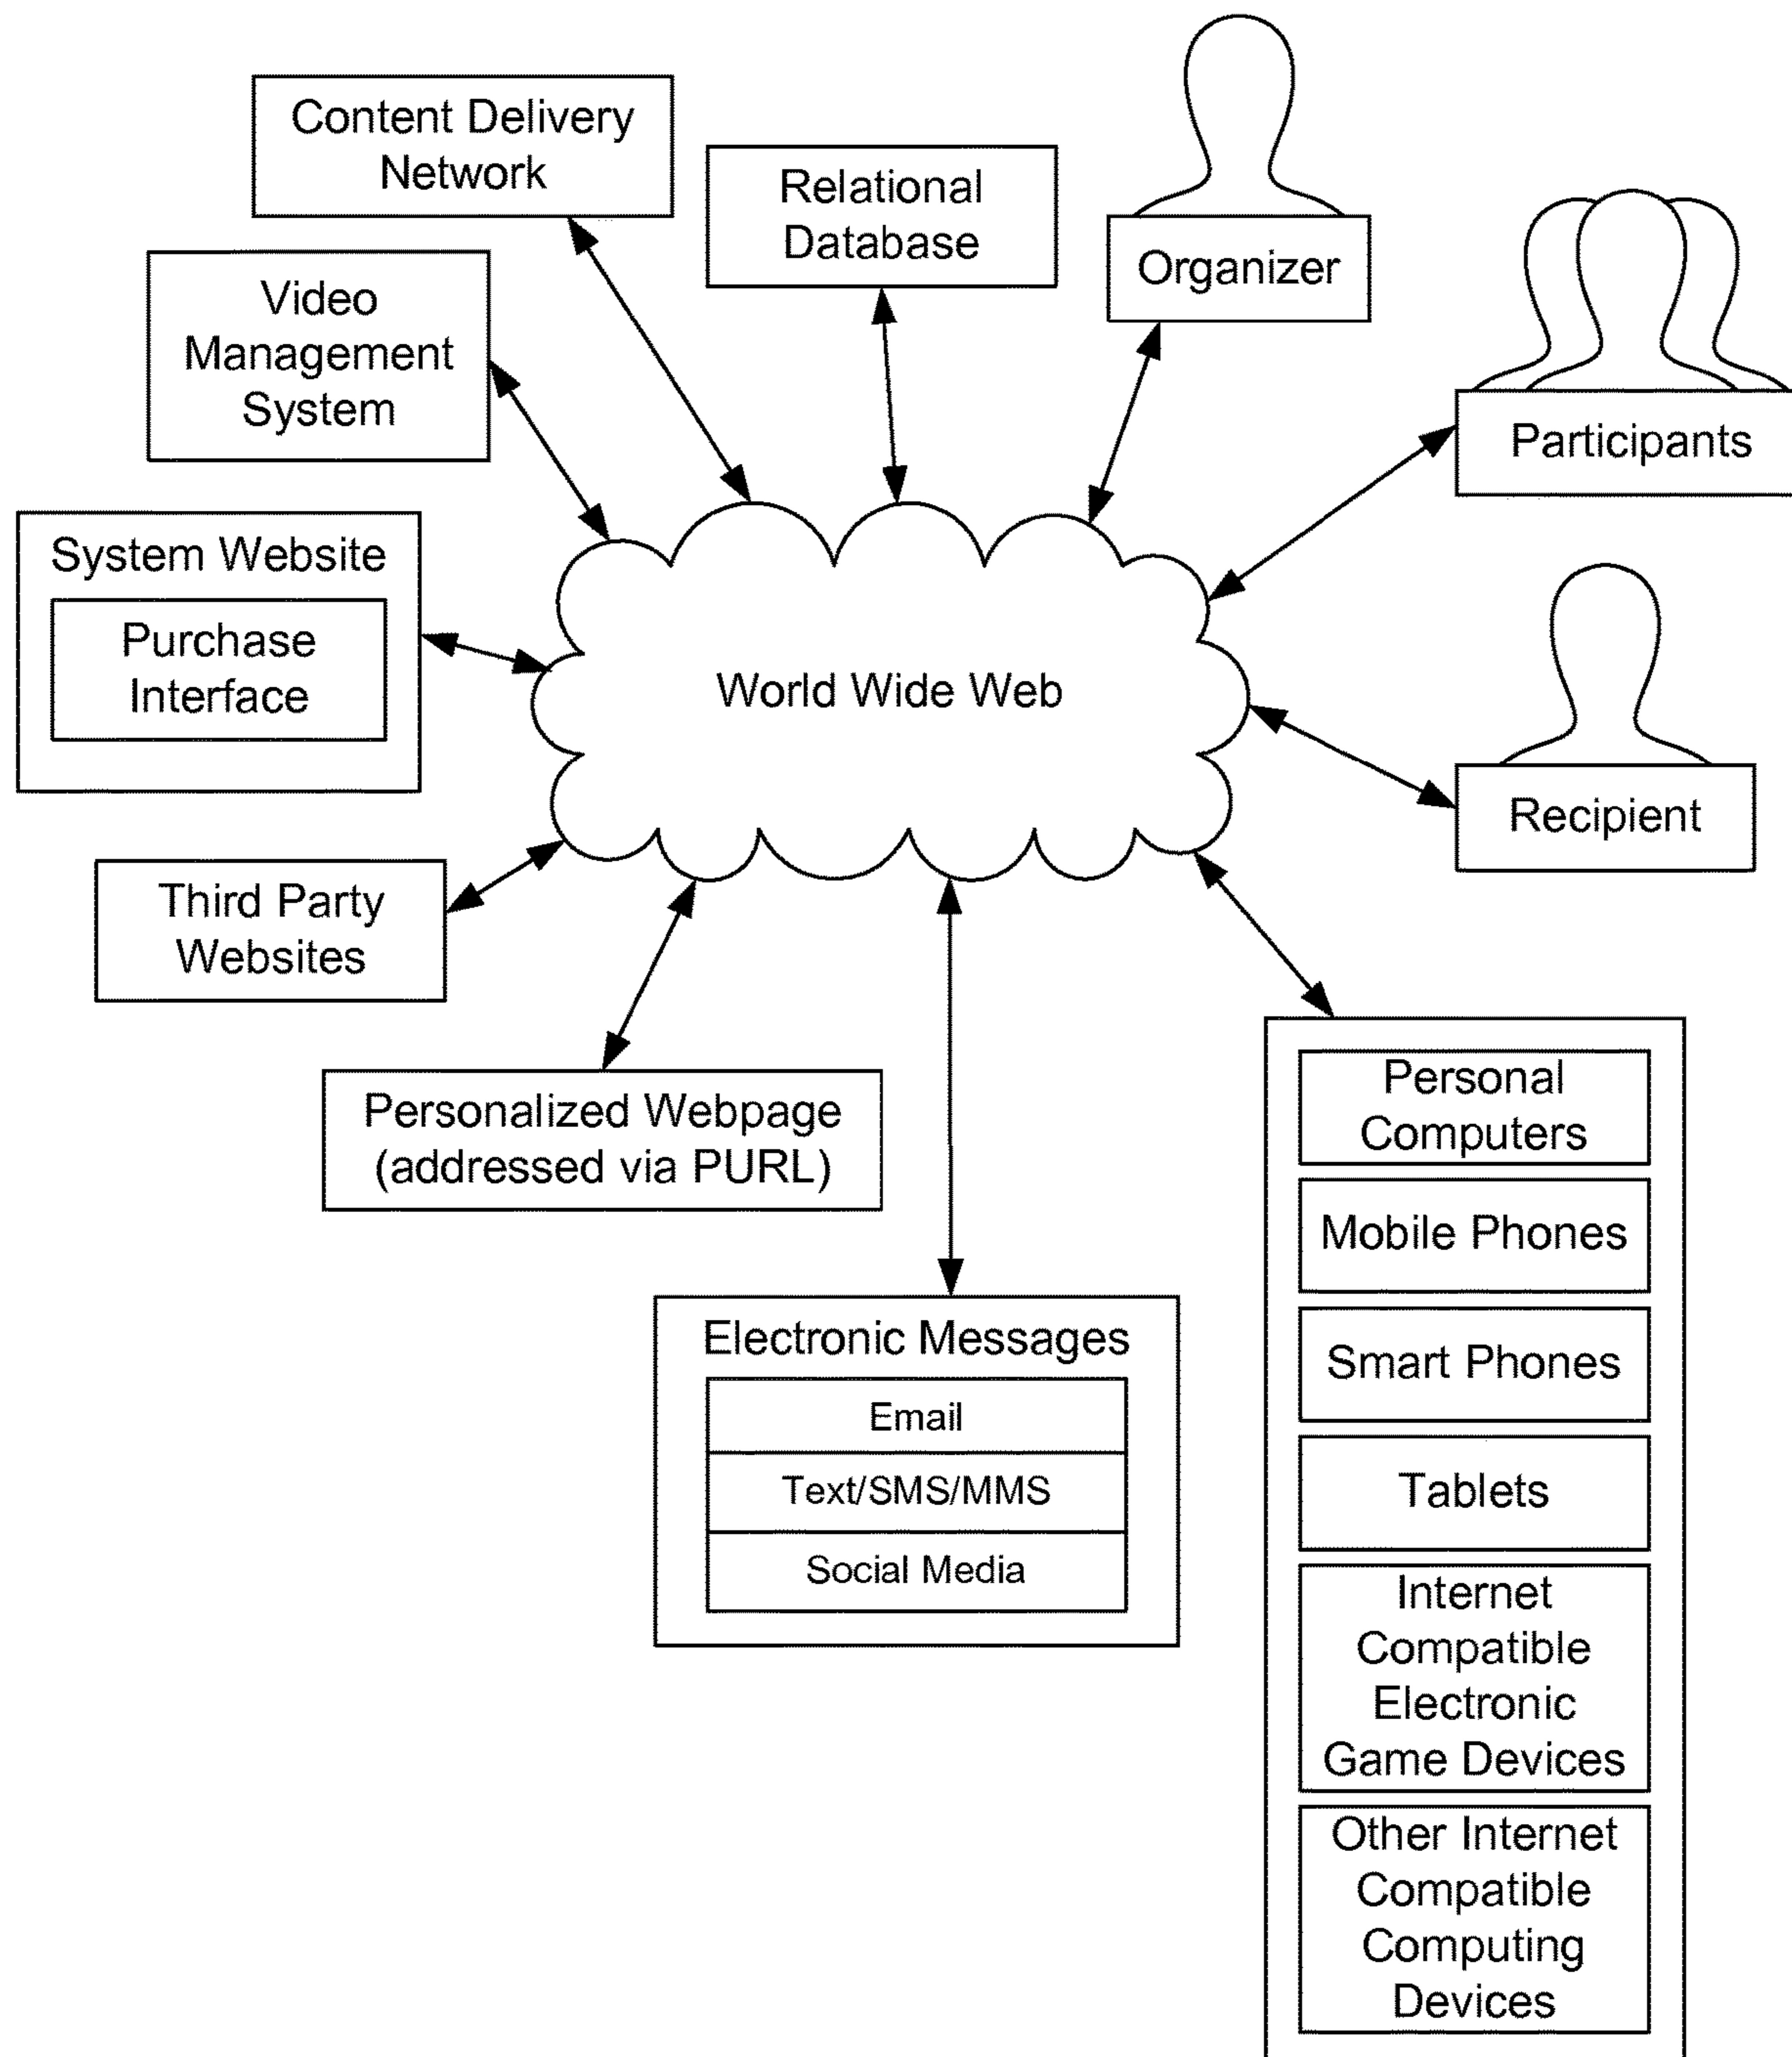 Content Delivery
Network
Relational
Database
Organizer
Video
Management
System
Participants
System Website
Purchase
Interface
World Wide Web
Recipient
Third Party
Websites
Personalized Webpage
(addressed via PURL)
Electronic Messages
Email
Text/SMS/MMS
Social Media
Personal
Computers
Mobile Phones
Smart Phones
Tablets
Internet
Compatible
Electronic
Game Devices
Other Internet
Compatible
Computing
Devices